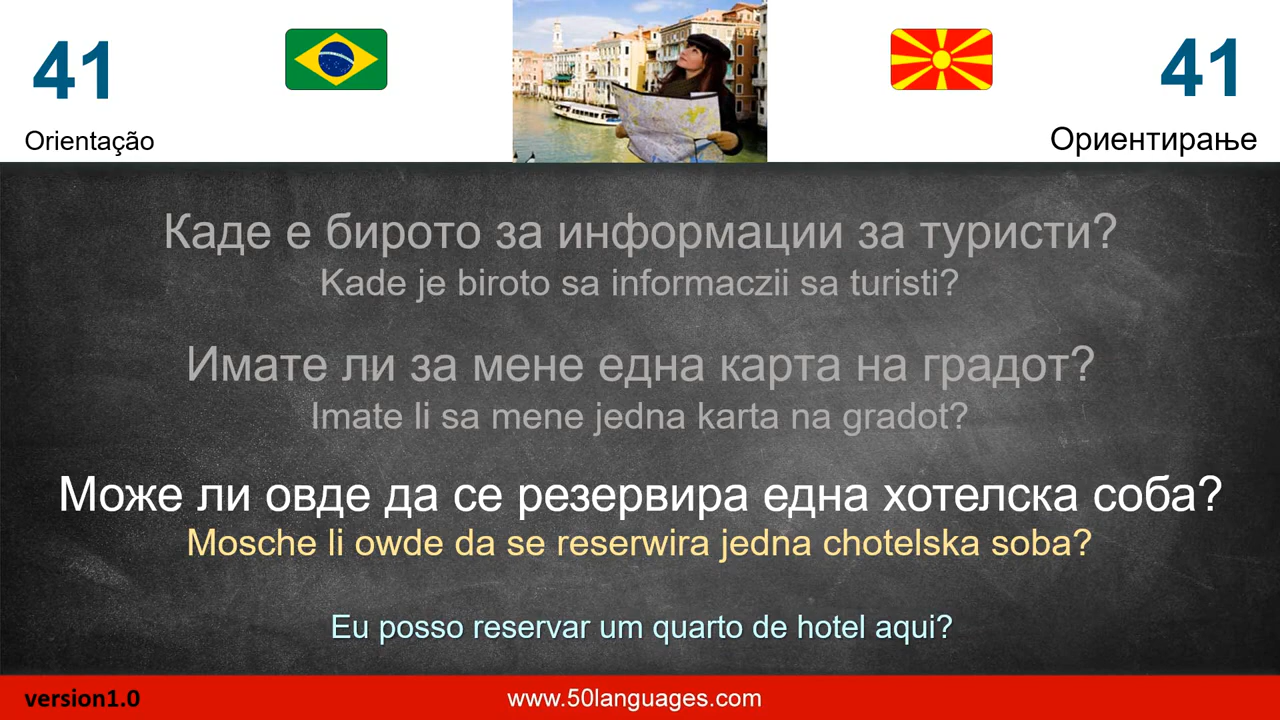 41
41
Orientação
Ориентирање
Каде е бирото за информации за туристи?
Kade je biroto sa informaczii sa turisti?
Имате ли за мене една карта на градот?
Imate li sa mene jedna karta na gradot?
Може ли овде да се резервира една хотелска соба?
Mosche li owde da se reserwira jedna chotelska soba?
Eu posso reservar um quarto de hotel aqui?
version1.0
www.50languages.com